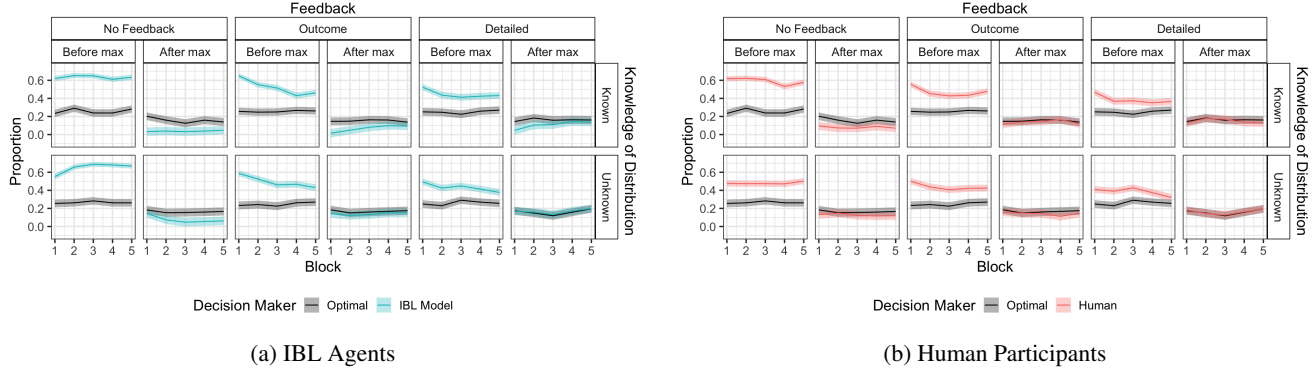 Feedback
No Feedback Outcome Detailed
Before max After max Before max After max Before max After max
Known
Unknown
Knowledge of Distribution
Proportion
0.6
0.4
0.2
0.0
0.6
0.4
0.2
0.0
1 2 3 4 5 1 2 3 4 5 1 2 3 4 5 1 2 3 4 5 1 2 3 4 5 1 2 3 4 5
Block
Decision Maker Optimal IBL Model
(a) IBL Agents
Feedback
No Feedback Outcome Detailed
Before max After max Before max After max Before max After max
Known
Unknown
Knowledge of Distribution
Proportion
0.6
0.4
0.2
0.0
0.6
0.4
0.2
0.0
1 2 3 4 5 1 2 3 4 5 1 2 3 4 5 1 2 3 4 5 1 2 3 4 5 1 2 3 4 5
Block
Decision Maker Optimal Human
(b) Human Participants